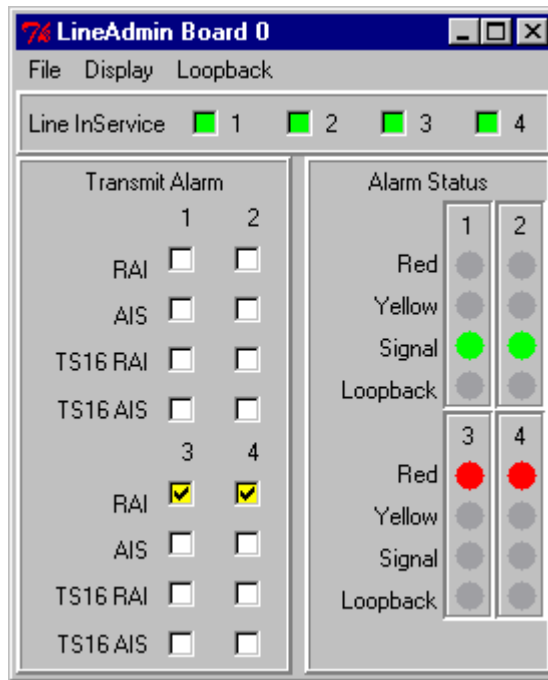 7% LineAdmin Board 0
File Display Loopback
Line InService 1 2 3 4
Transmit Alarm
1 2
RAI
AIS
TS16 RAI
TS16 AIS
3 4
RAI
AIS
TS16 RAI
TS16 AIS
Alarm Status
1 2
Red
Yellow
Signal
Loopback
3 4
Red
Yellow
Signal
Loopback